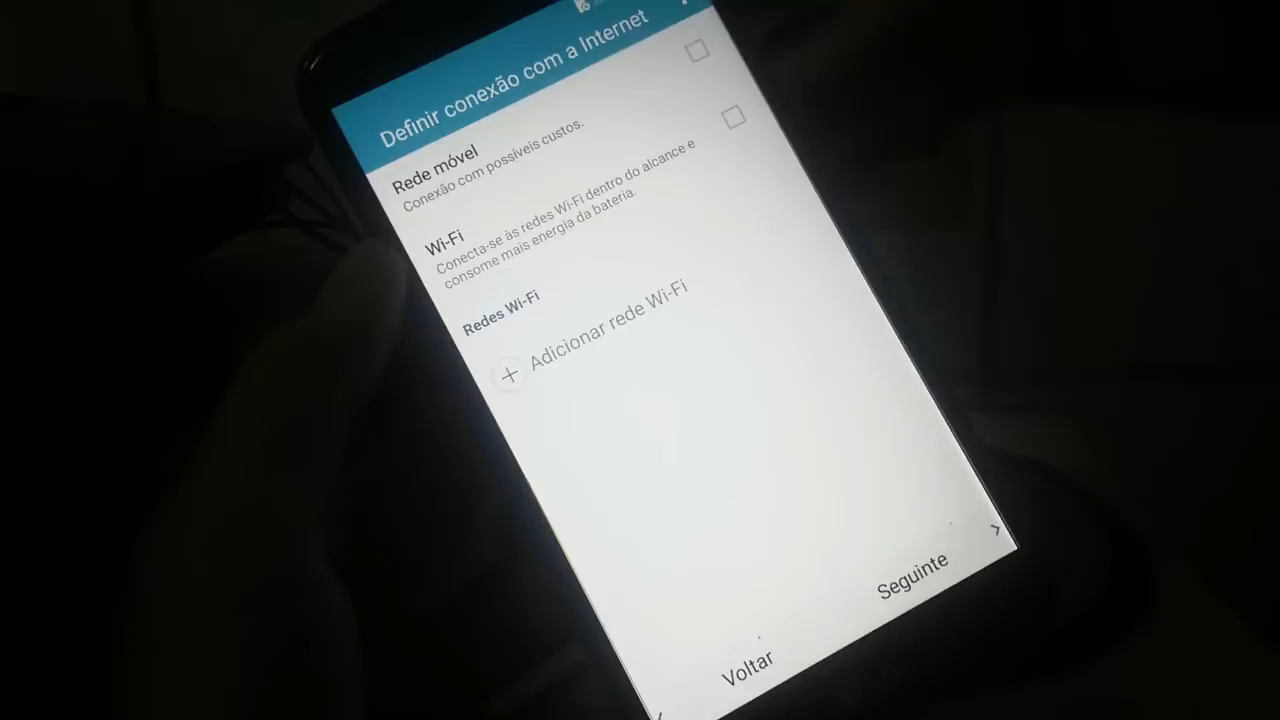 Definir conexão com a Internet
Rede móvel
Conexão com possíveis custos.
Wi-Fi
Conecta-se às redes Wi-Fi dentro do alcance e
consome mais energia da bateria.
Redes Wi-Fi
Adicionar rede Wi-Fi
Voltar
Seguinte